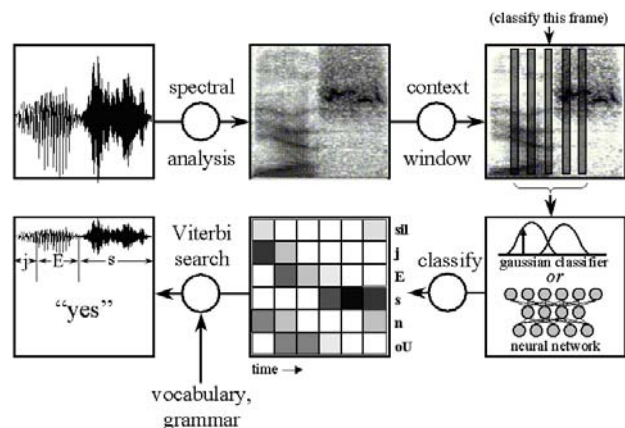 (classify this frame)
spectral
analysis
context
window
gaussian classifier
or
neural network
classify
sil
j
E
s
n
oU
time →
Viterbi
search
vocabulary,
grammar
j E s
“yes”